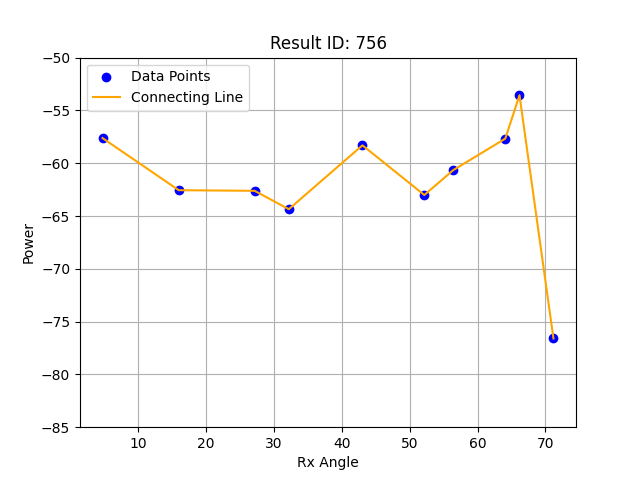 Result ID: 756
Data Points
Connecting Line
−50
−55
−60
−65
−70
−75
−80
−85
Power
10 20 30 40 50 60 70
Rx Angle